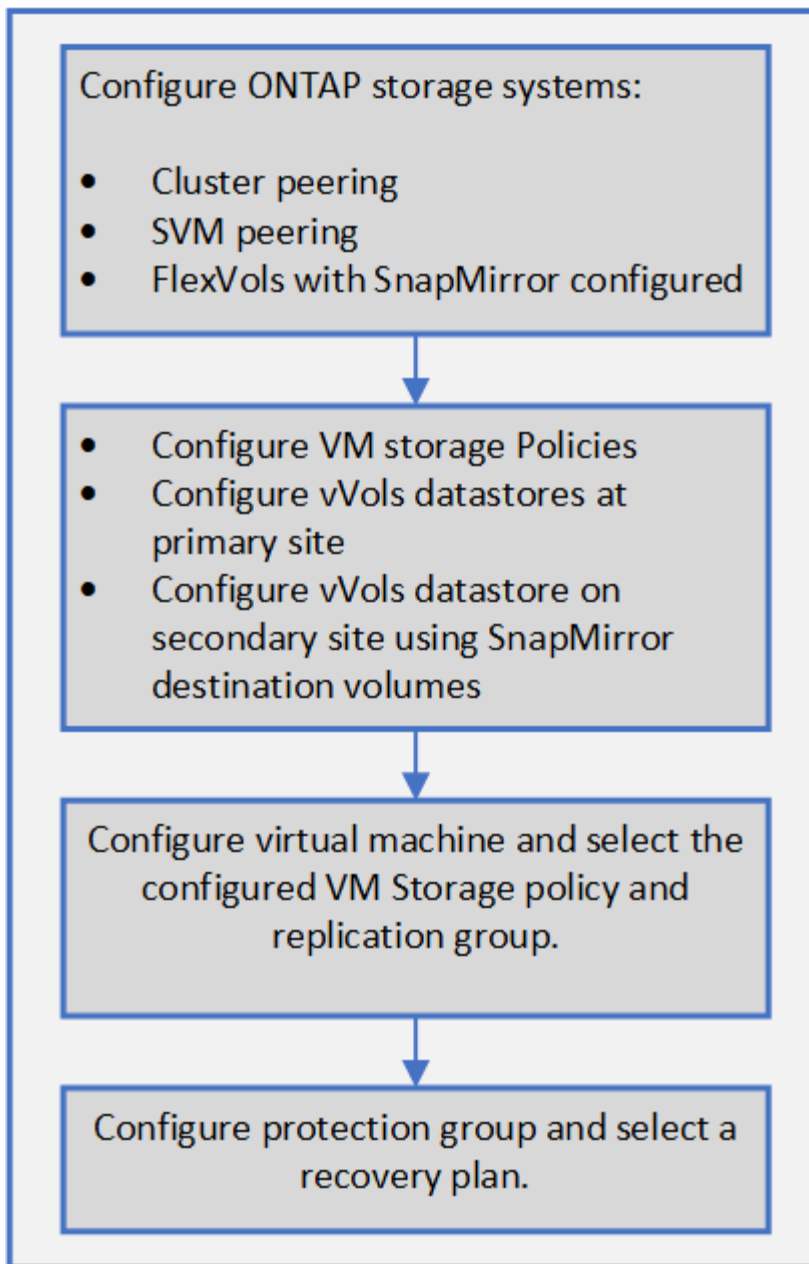 Configure ONTAP storage systems:
• Cluster peering
• SVM peering
• FlexVols with SnapMirror configured
• Configure VM storage Policies
• Configure vVols datastores at
primary site
• Configure vVols datastore on
secondary site using SnapMirror
destination volumes
Configure virtual machine and select the
configured VM Storage policy and
replication group.
Configure protection group and select a
recovery plan.